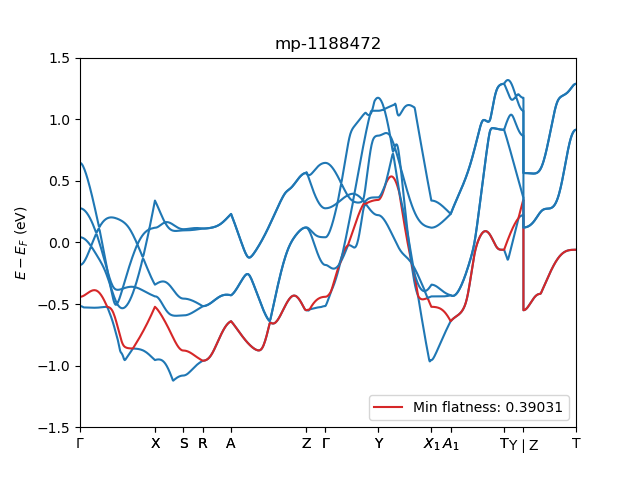 mp-1188472
E − E_F (eV)
1.5
1.0
0.5
0.0
−0.5
−1.0
−1.5
Min flatness: 0.39031
Γ X S R A Z Γ Y X₁ A₁ T Y | Z T